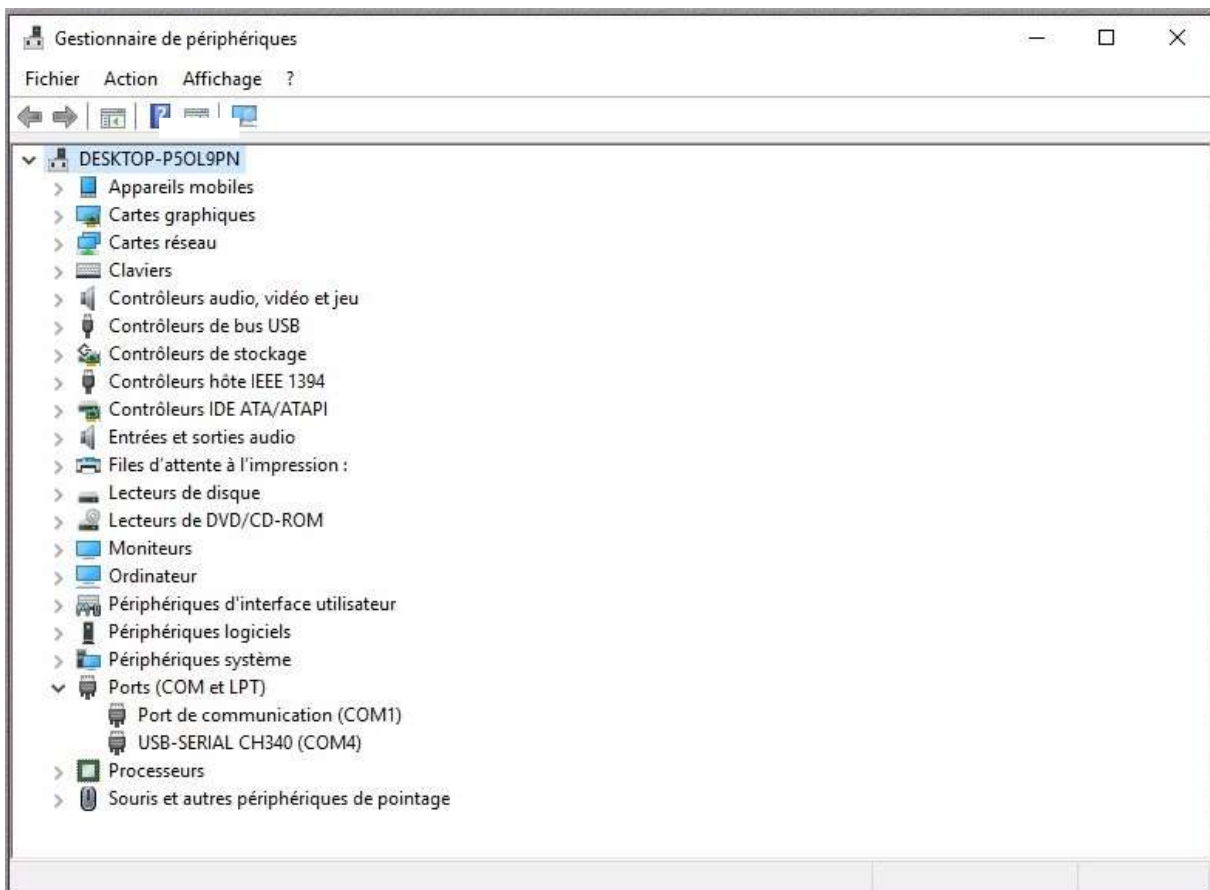 Gestionnaire de périphériques
Fichier Action Affichage ?
DESKTOP-P5OL9PN
Appareils mobiles
Cartes graphiques
Cartes réseau
Claviers
Contrôleurs audio, vidéo et jeu
Contrôleurs de bus USB
Contrôleurs de stockage
Contrôleurs hôte IEEE 1394
Contrôleurs IDE ATA/ATAPI
Entrées et sorties audio
Files d'attente à l'impression :
Lecteurs de disque
Lecteurs de DVD/CD-ROM
Moniteurs
Ordinateur
Périphériques d'interface utilisateur
Périphériques logiciels
Périphériques système
Ports (COM et LPT)
Port de communication (COM1)
USB-SERIAL CH340 (COM4)
Processeurs
Souris et autres périphériques de pointage